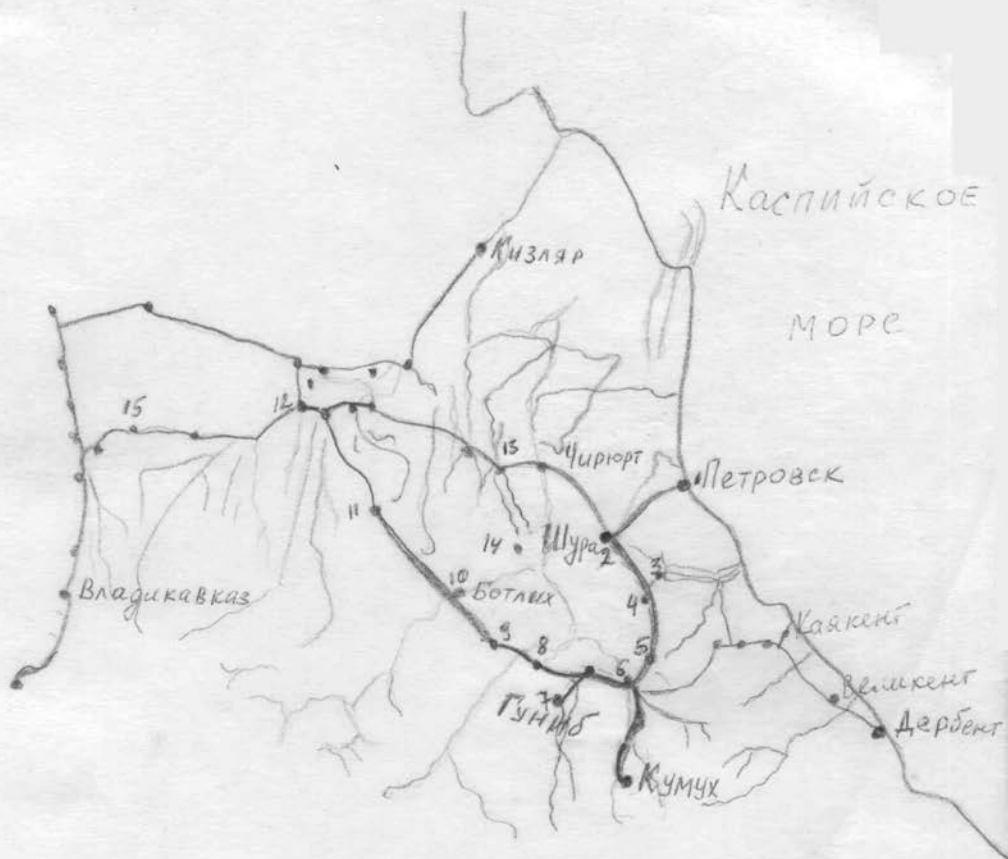 Каспийское
море
Кизляр
15
12
13
Чирюрт
Петровск
11
14
Шура
2
3
10
Ботлих
4
Владикавказ
9
8
5
Каякент
6
7
Гуниб
Великент
Дербент
Кумух